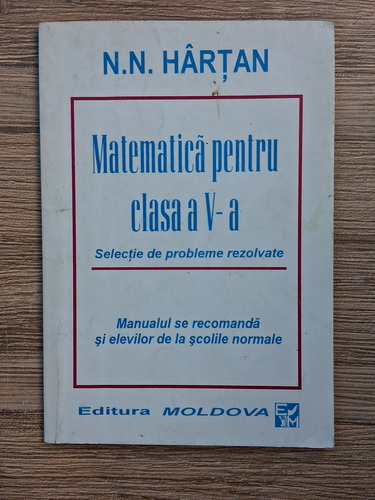 N.N. HÂRȚAN
Matematică pentru
clasa a V-a
Selecție de probleme rezolvate
Manualul se recomandă
și elevilor de la școlile normale
Editura MOLDOVA